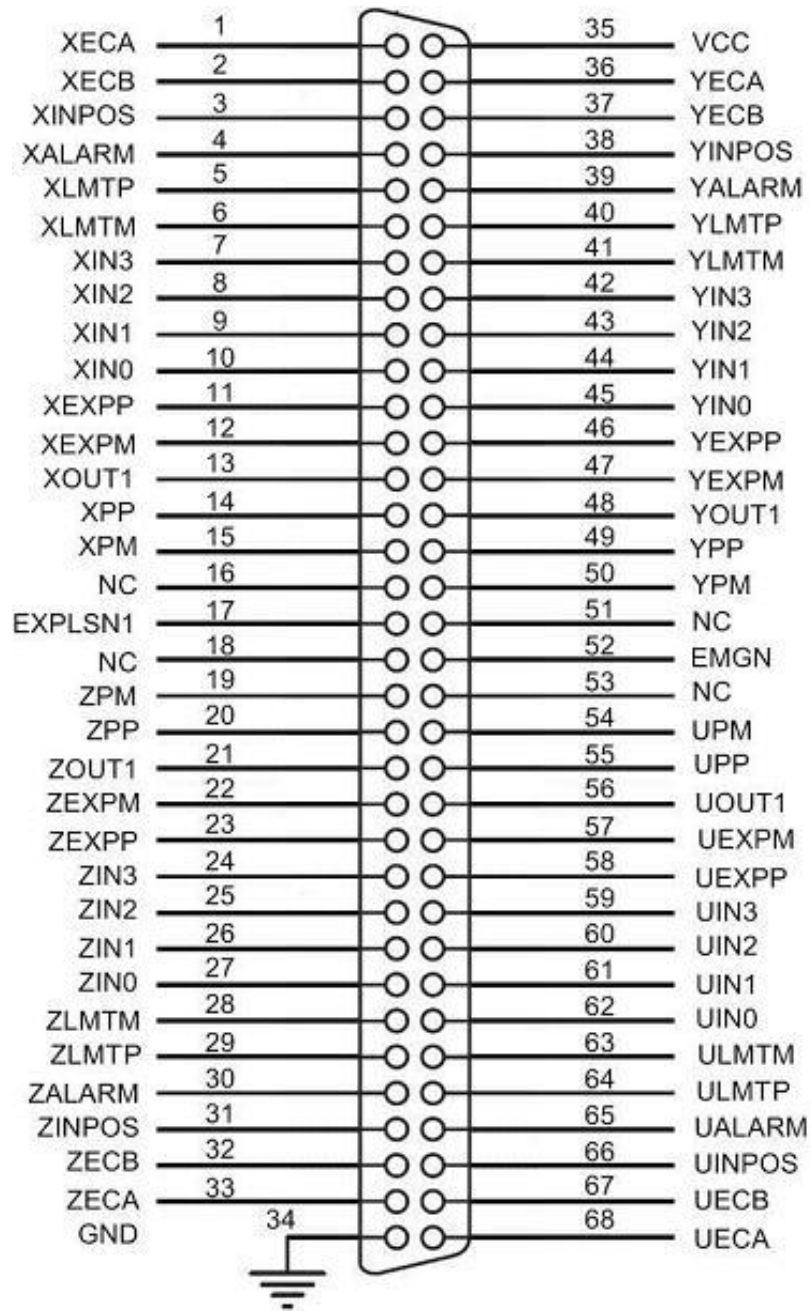 XECA 1 35 VCC
XECB 2 36 YECA
XINPOS 3 37 YECB
XALARM 4 38 YINPOS
XLMTP 5 39 YALARM
XLMTM 6 40 YLMTP
XIN3 7 41 YLMTM
XIN2 8 42 YIN3
XIN1 9 43 YIN2
XIN0 10 44 YIN1
XEXPP 11 45 YIN0
XEXPM 12 46 YEXPP
XOUT1 13 47 YEXPM
XPP 14 48 YOUT1
XPM 15 49 YPP
NC 16 50 YPM
EXPLSN1 17 51 NC
NC 18 52 EMGN
ZPM 19 53 NC
ZPP 20 54 UPM
ZOUT1 21 55 UPP
ZEXPM 22 56 UOUT1
ZEXPP 23 57 UEXPM
ZIN3 24 58 UEXPP
ZIN2 25 59 UIN3
ZIN1 26 60 UIN2
ZIN0 27 61 UIN1
ZLMTM 28 62 UIN0
ZLMTP 29 63 ULMTM
ZALARM 30 64 ULMTP
ZINPOS 31 65 UALARM
ZECB 32 66 UINPOS
ZECA 33 67 UECB
GND 34 68 UECA